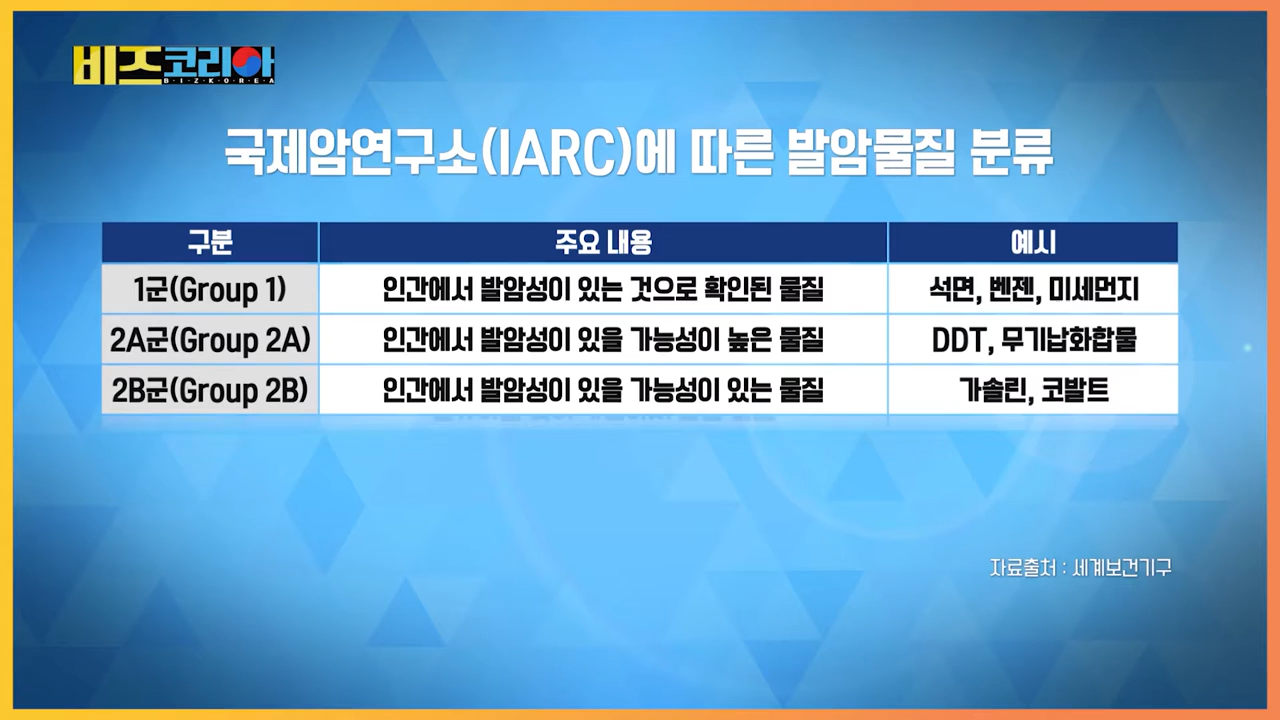 비즈코리아
BIZKOREA
국제암연구소(IARC)에 따른 발암물질 분류
구분 주요 내용 예시
1군(Group 1) 인간에서 발암성이 있는 것으로 확인된 물질 석면, 벤젠, 미세먼지
2A군(Group 2A) 인간에서 발암성이 있을 가능성이 높은 물질 DDT, 무기납화합물
2B군(Group 2B) 인간에서 발암성이 있을 가능성이 있는 물질 가솔린, 코발트
자료출처 : 세계보건기구